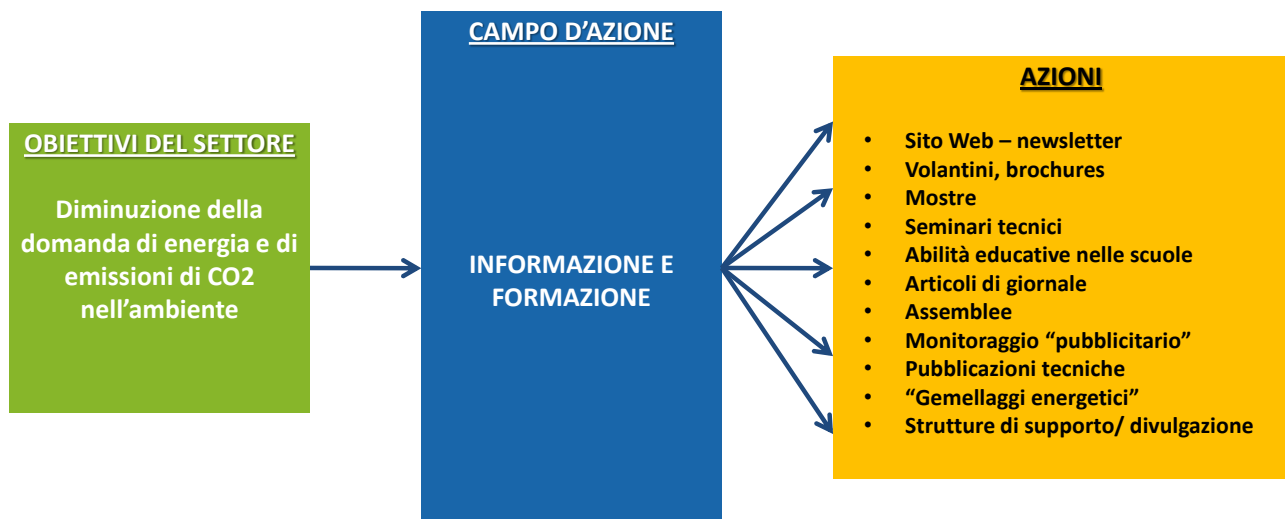 OBIETTIVI DEL SETTORE
Diminuzione della
domanda di energia e di
emissioni di CO2
nell’ambiente
CAMPO D’AZIONE
INFORMAZIONE E
FORMAZIONE
AZIONI
• Sito Web – newsletter
• Volantini, brochures
• Mostre
• Seminari tecnici
• Abilità educative nelle scuole
• Articoli di giornale
• Assemblee
• Monitoraggio “pubblicitario”
• Pubblicazioni tecniche
• “Gemellaggi energetici”
• Strutture di supporto/ divulgazione